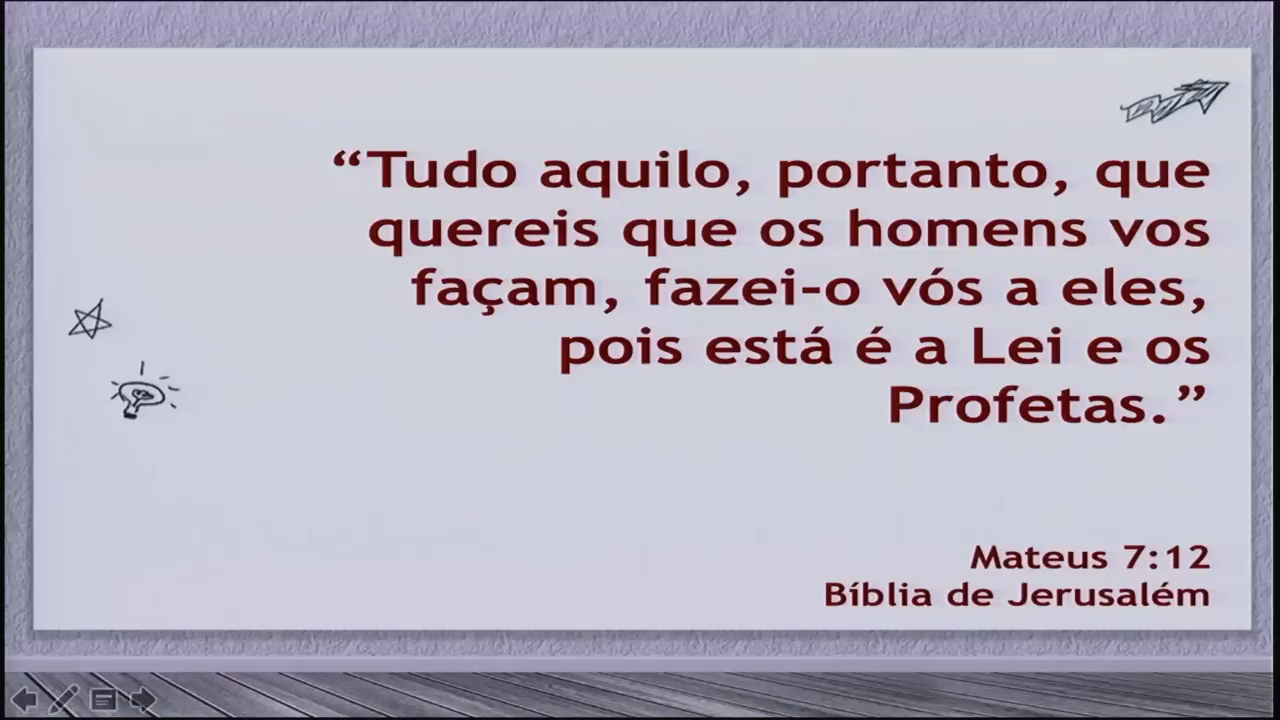 “Tudo aquilo, portanto, que
quereis que os homens vos
façam, fazei-o vós a eles,
pois está é a Lei e os
Profetas.”
Mateus 7:12
Bíblia de Jerusalém